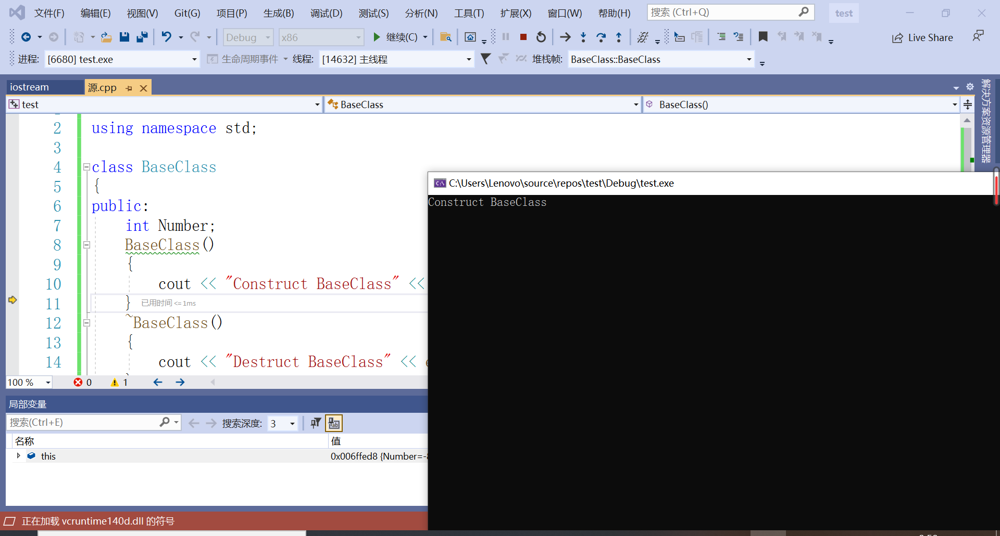 文件(F) 编辑(E) 视图(V) Git(G) 项目(P) 生成(B) 调试(D) 测试(S) 分析(N) 工具(T) 扩展(X) 窗口(W) 帮助(H) 搜索 (Ctrl+Q) test
Debug x86 继续(C) Live Share
进程: [6680] test.exe 生命周期事件 线程: [14632] 主线程 堆栈帧: BaseClass::BaseClass
iostream 源.cpp
test BaseClass BaseClass()
解决方案资源管理器
2 using namespace std;
3
4 class BaseClass
5 {
6 public:
7 int Number;
8 BaseClass()
9 {
10 cout << "Construct BaseClass" <<
11 } 已用时间 <= 1ms
12 ~BaseClass()
13 {
14 cout << "Destruct BaseClass" <<
100 % 0 1
C:\Users\Lenovo\source\repos\test\Debug\test.exe
Construct BaseClass
局部变量
搜索(Ctrl+E) 搜索深度: 3
名称 值
this 0x006ffed8 {Number=-
正在加载 vcruntime140d.dll 的符号